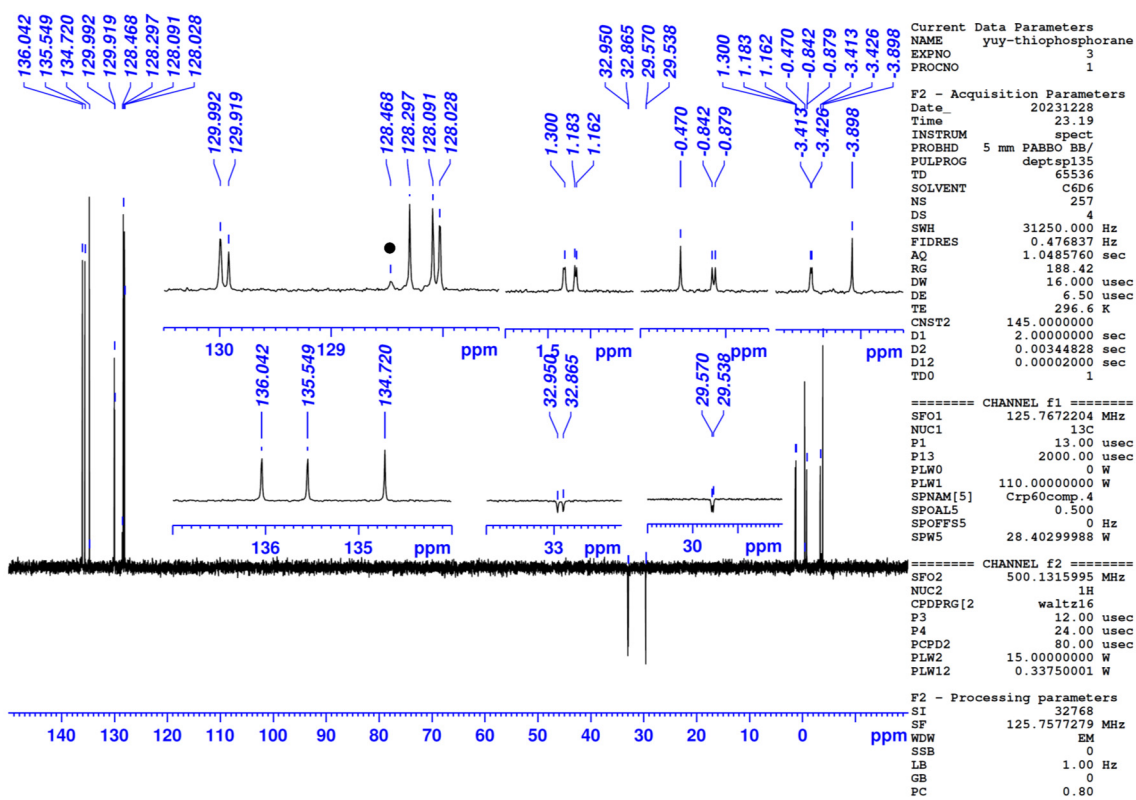 136.042
135.549
134.720
129.992
129.919
128.468
128.297
128.091
128.028
32.950
32.865
29.570
29.538
1.300
1.183
1.162
-0.470
-0.842
-0.879
-3.413
-3.426
-3.898
129.992
129.919
128.468
128.297
128.091
128.028
1.300
1.183
1.162
-0.470
-0.842
-0.879
-3.413
-3.426
-3.898
130 129 ppm
1.5 ppm
ppm
ppm
136.042
135.549
134.720
32.950
32.865
29.570
29.538
136 135 ppm
33 ppm
30 ppm
140 130 120 110 100 90 80 70 60 50 40 30 20 10 0 ppm
Current Data Parameters
NAME yuy-thiophosphorane
EXPNO 3
PROCNO 1
F2 - Acquisition Parameters
Date_ 20231228
Time 23.19
INSTRUM spect
PROBHD 5 mm PABBO BB/
PULPROG deptsp135
TD 65536
SOLVENT C6D6
NS 257
DS 4
SWH 31250.000 Hz
FIDRES 0.476837 Hz
AQ 1.0485760 sec
RG 188.42
DW 16.000 usec
DE 6.50 usec
TE 296.6 K
CNST2 145.0000000
D1 2.00000000 sec
D2 0.00344828 sec
D12 0.00002000 sec
TD0 1
======== CHANNEL f1 ========
SFO1 125.7672204 MHz
NUC1 13C
P1 13.00 usec
P13 2000.00 usec
PLW0 0 W
PLW1 110.00000000 W
SPNAM[5] Crp60comp.4
SPOAL5 0.500
SPOFFS5 0 Hz
SPW5 28.40299988 W
======== CHANNEL f2 ========
SFO2 500.1315995 MHz
NUC2 1H
CPDPRG[2 waltz16
P3 12.00 usec
P4 24.00 usec
PCPD2 80.00 usec
PLW2 15.00000000 W
PLW12 0.33750001 W
F2 - Processing parameters
SI 32768
SF 125.7577279 MHz
WDW EM
SSB 0
LB 1.00 Hz
GB 0
PC 0.80